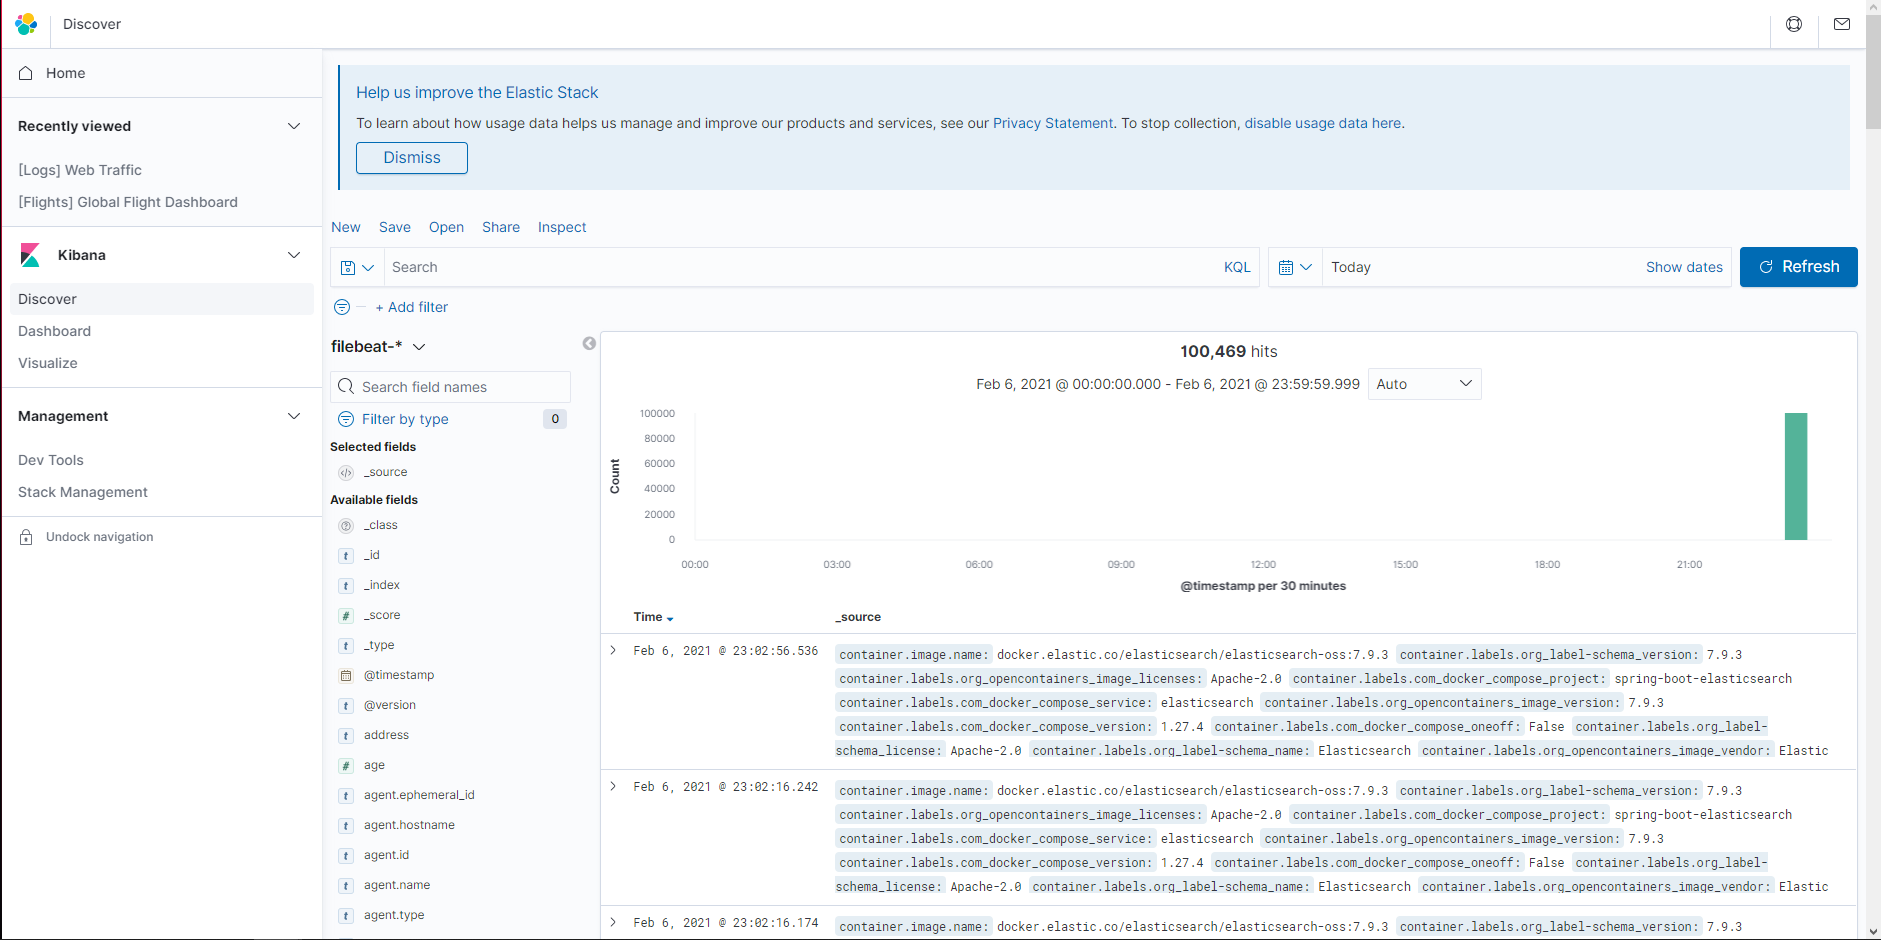 Discover
Home
Recently viewed
[Logs] Web Traffic
[Flights] Global Flight Dashboard
Kibana
Discover
Dashboard
Visualize
Management
Dev Tools
Stack Management
Undock navigation
Help us improve the Elastic Stack
To learn about how usage data helps us manage and improve our products and services, see our Privacy Statement. To stop collection, disable usage data here.
Dismiss
New Save Open Share Inspect
Search KQL Today Show dates Refresh
+ Add filter
filebeat-*
Search field names
Filter by type 0
Selected fields
_source
Available fields
_class
t _id
t _index
# _score
t _type
@timestamp
t @version
t address
# age
t agent.ephemeral_id
t agent.hostname
t agent.id
t agent.name
t agent.type
100,469 hits
Feb 6, 2021 @ 00:00:00.000 - Feb 6, 2021 @ 23:59:59.999 Auto
Count
100000
80000
60000
40000
20000
0
00:00 03:00 06:00 09:00 12:00 15:00 18:00 21:00
@timestamp per 30 minutes
Time _source
Feb 6, 2021 @ 23:02:56.536 container.image.name: docker.elastic.co/elasticsearch/elasticsearch-oss:7.9.3 container.labels.org_label-schema_version: 7.9.3
container.labels.org_opencontainers_image_licenses: Apache-2.0 container.labels.com_docker_compose_project: spring-boot-elasticsearch
container.labels.com_docker_compose_service: elasticsearch container.labels.org_opencontainers_image_version: 7.9.3
container.labels.com_docker_compose_version: 1.27.4 container.labels.com_docker_compose_oneoff: False container.labels.org_label-
schema_license: Apache-2.0 container.labels.org_label-schema_name: Elasticsearch container.labels.org_opencontainers_image_vendor: Elastic
Feb 6, 2021 @ 23:02:16.242 container.image.name: docker.elastic.co/elasticsearch/elasticsearch-oss:7.9.3 container.labels.org_label-schema_version: 7.9.3
container.labels.org_opencontainers_image_licenses: Apache-2.0 container.labels.com_docker_compose_project: spring-boot-elasticsearch
container.labels.com_docker_compose_service: elasticsearch container.labels.org_opencontainers_image_version: 7.9.3
container.labels.com_docker_compose_version: 1.27.4 container.labels.com_docker_compose_oneoff: False container.labels.org_label-
schema_license: Apache-2.0 container.labels.org_label-schema_name: Elasticsearch container.labels.org_opencontainers_image_vendor: Elastic
Feb 6, 2021 @ 23:02:16.174 container.image.name: docker.elastic.co/elasticsearch/elasticsearch-oss:7.9.3 container.labels.org_label-schema_version: 7.9.3